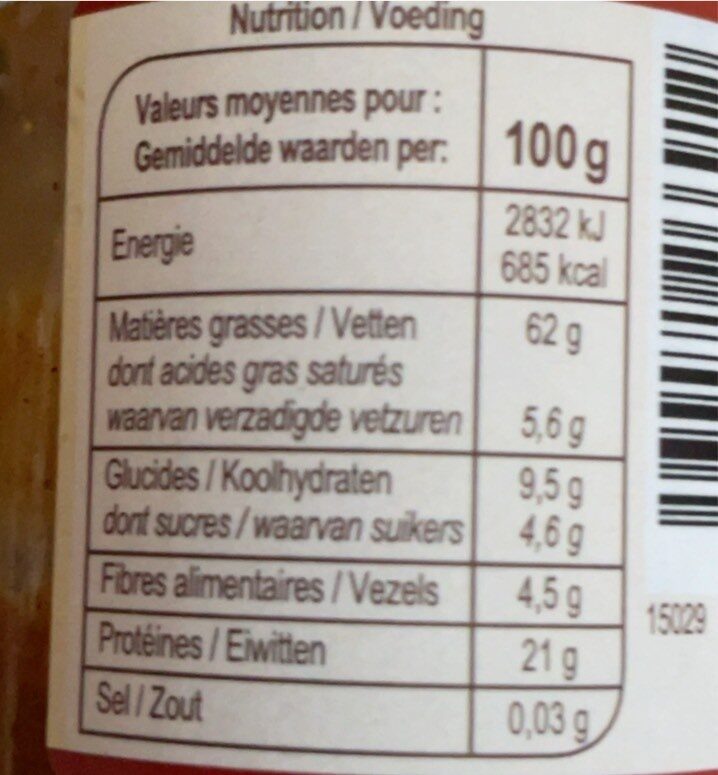 Nutrition / Voeding
Valeurs moyennes pour :
Gemiddelde waarden per: 100 g
Energie 2832 kJ
685 kcal
Matières grasses / Vetten 62 g
dont acides gras saturés
waarvan verzadigde vetzuren 5,6 g
Glucides / Koolhydraten 9,5 g
dont sucres / waarvan suikers 4,6 g
Fibres alimentaires / Vezels 4,5 g
Protéines / Eiwitten 21 g
Sel / Zout 0,03 g
15029